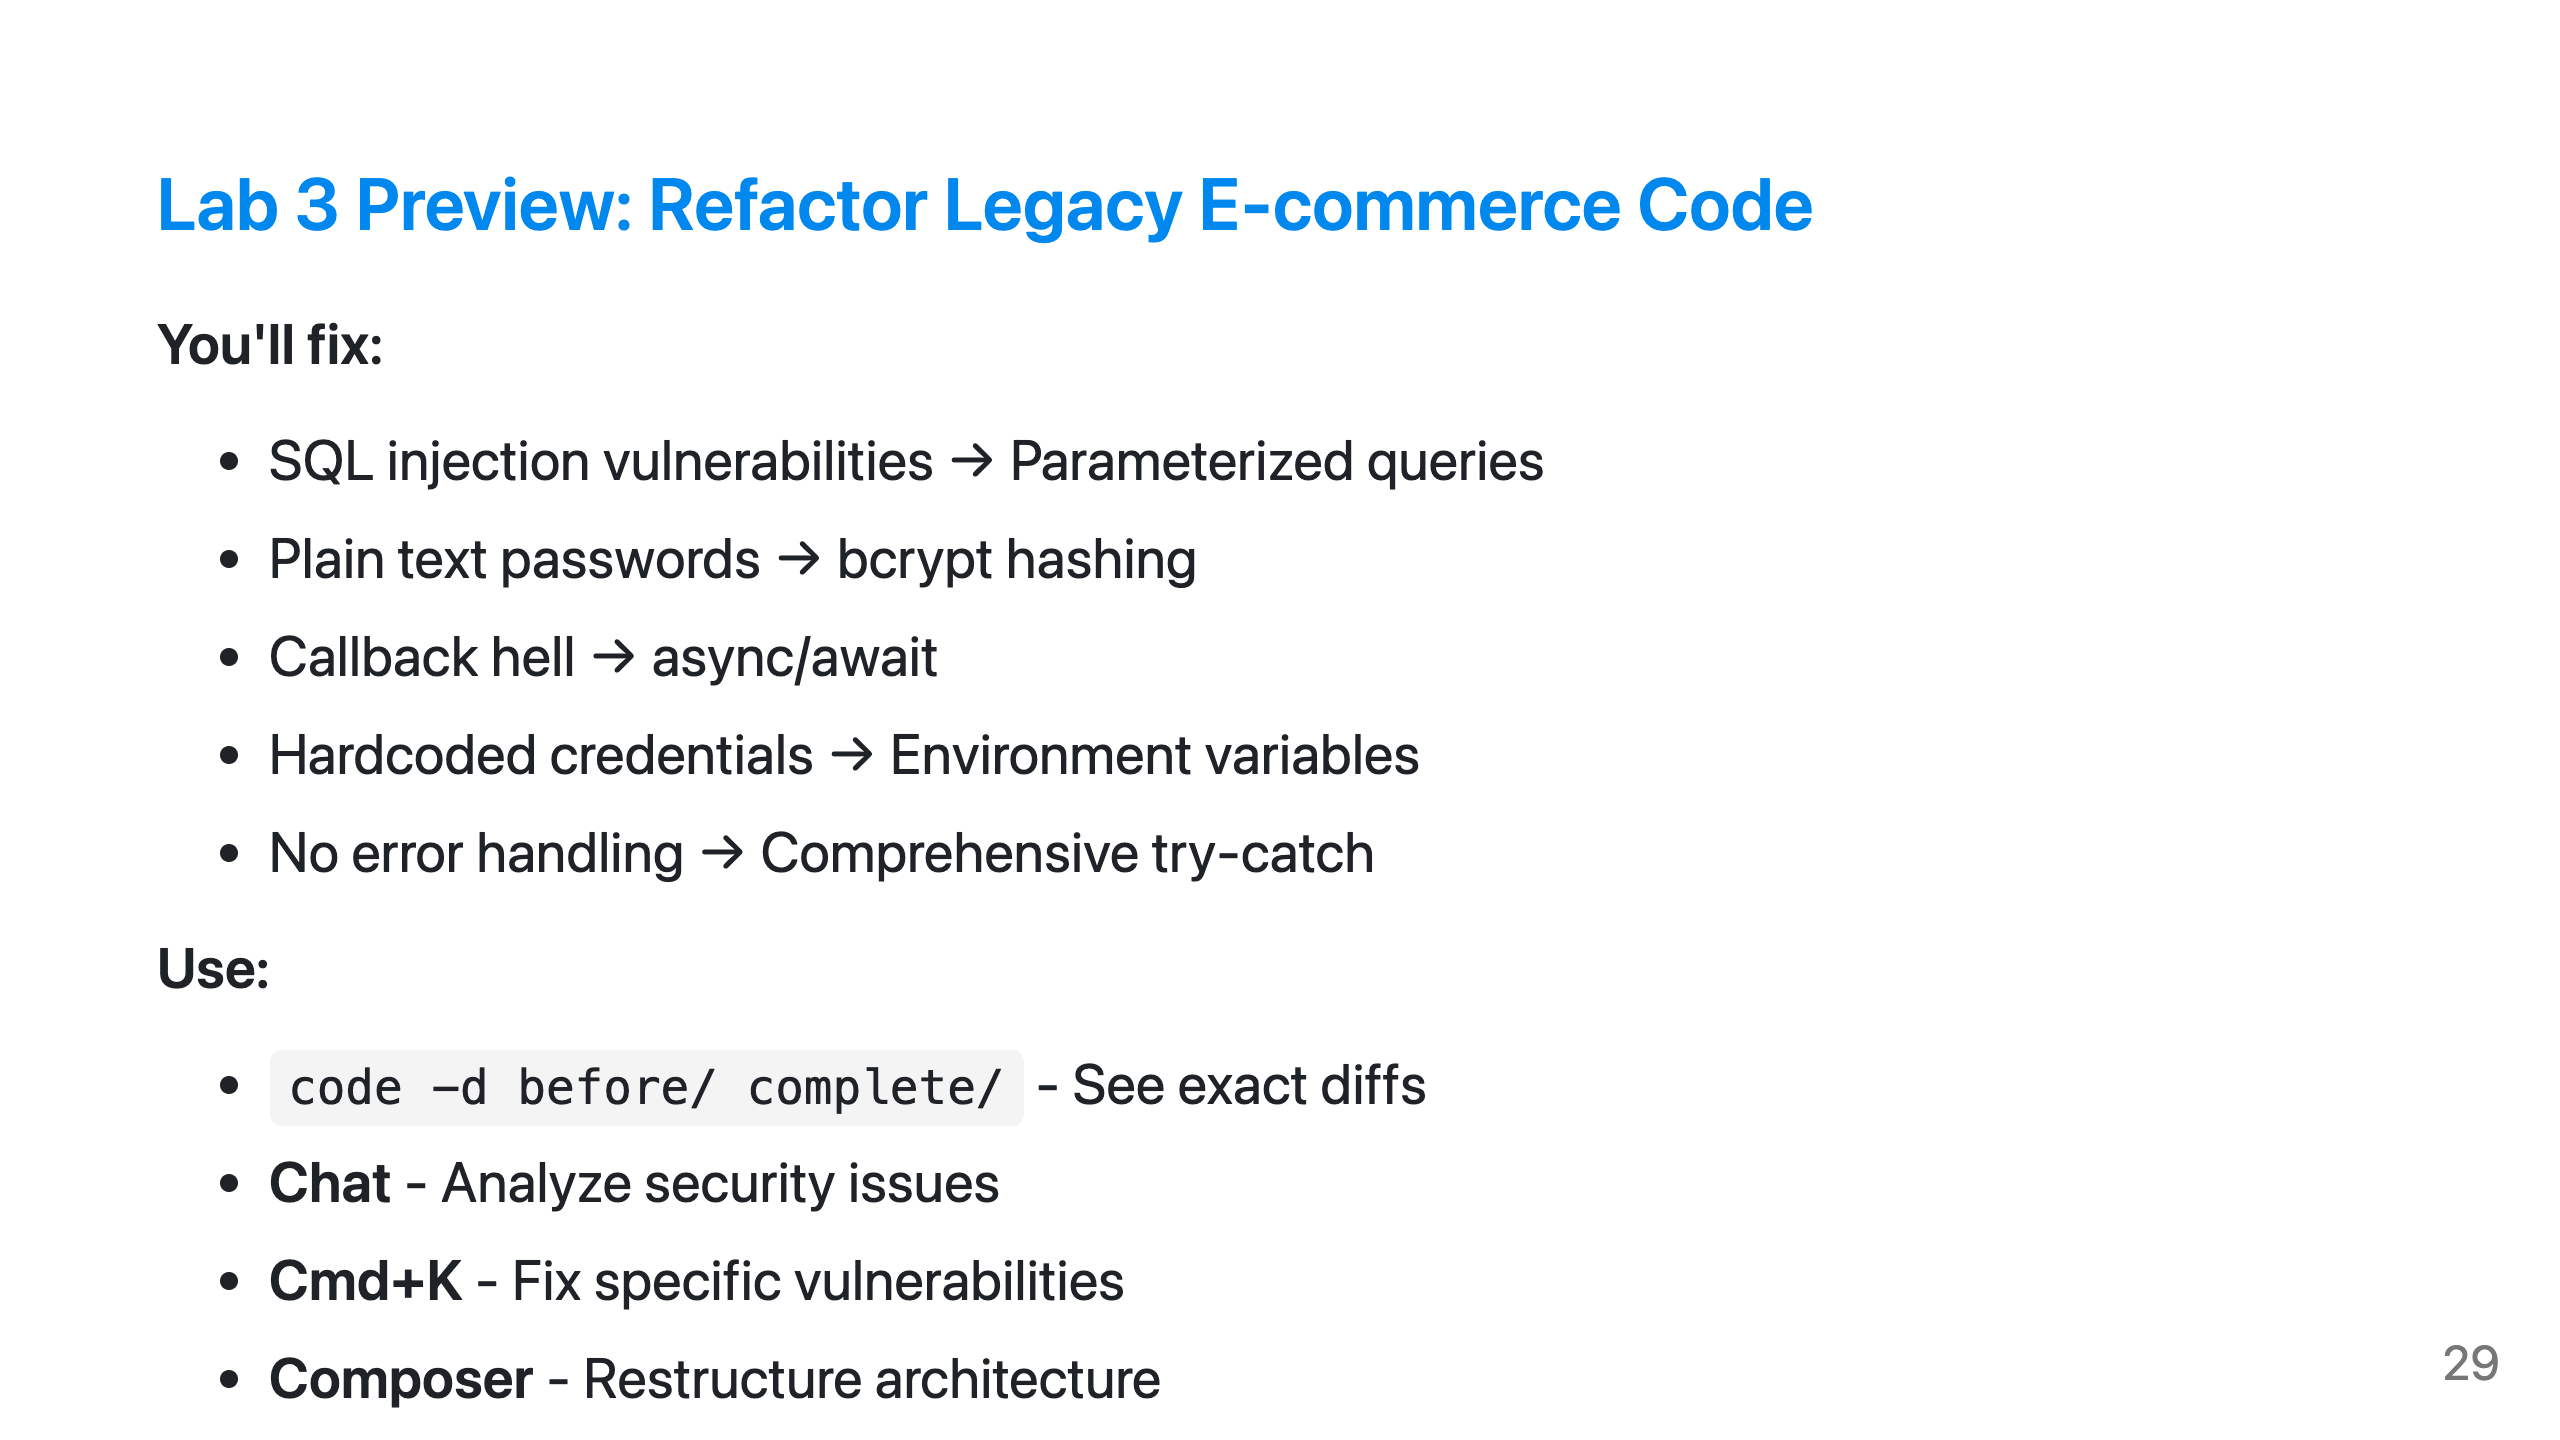 Lab 3 Preview: Refactor Legacy E-commerce Code
You'll fix:
• SQL injection vulnerabilities → Parameterized queries
• Plain text passwords → bcrypt hashing
• Callback hell → async/await
• Hardcoded credentials → Environment variables
• No error handling → Comprehensive try-catch
Use:
• code -d before/ complete/ - See exact diffs
• Chat - Analyze security issues
• Cmd+K - Fix specific vulnerabilities
• Composer - Restructure architecture
29